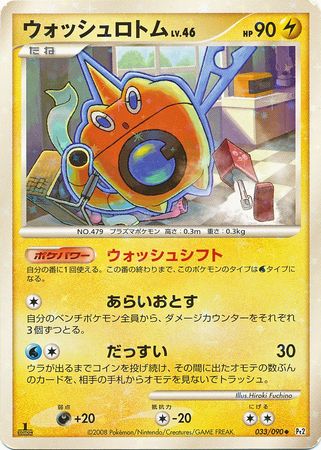 ウォッシュロトム LV.46 HP90
たね
NO.479 プラズマポケモン 高さ：0.3m 重さ：0.3kg
ポケパワー ウォッシュシフト
自分の番に1回使える。この番の終わりまで、このポケモンのタイプは水タイプになる。
あらいおとす
自分のベンチポケモン全員から、ダメージカウンターをそれぞれ
3個ずつとる。
だっすい 30
ウラが出るまでコインを投げ続け、その間に出たオモテの数ぶん
のカードを、相手の手札からオモテを見ないでトラッシュ。
Illus. Hiroki Fuchino
弱点 +20 抵抗力 -20 にげる
1 EDITION ©2008 Pokémon/Nintendo/Creatures/GAME FREAK. 033/090 Pt2